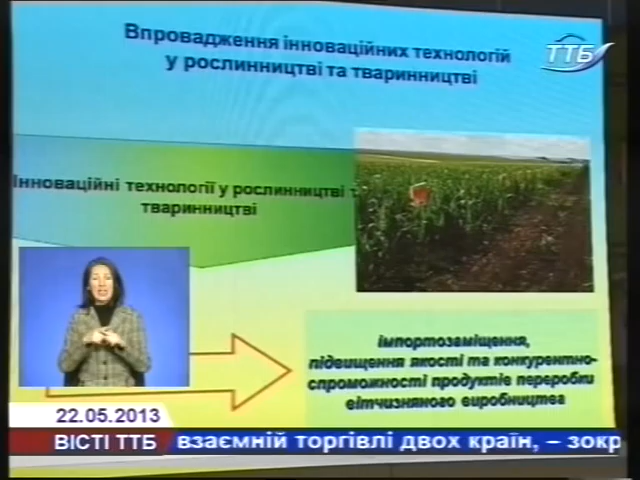 Впровадження інноваційних технологій
у рослинництві та тваринництві
ТТБ
Інноваційні технології у рослинництві т
тваринництві
імпортозаміщення,
підвищення якості та конкурентно-
спроможності продуктів переробки
вітчизняного виробництва
22.05.2013
ВІСТІ ТТБ
взаємній торгівлі двох країн, – зокр